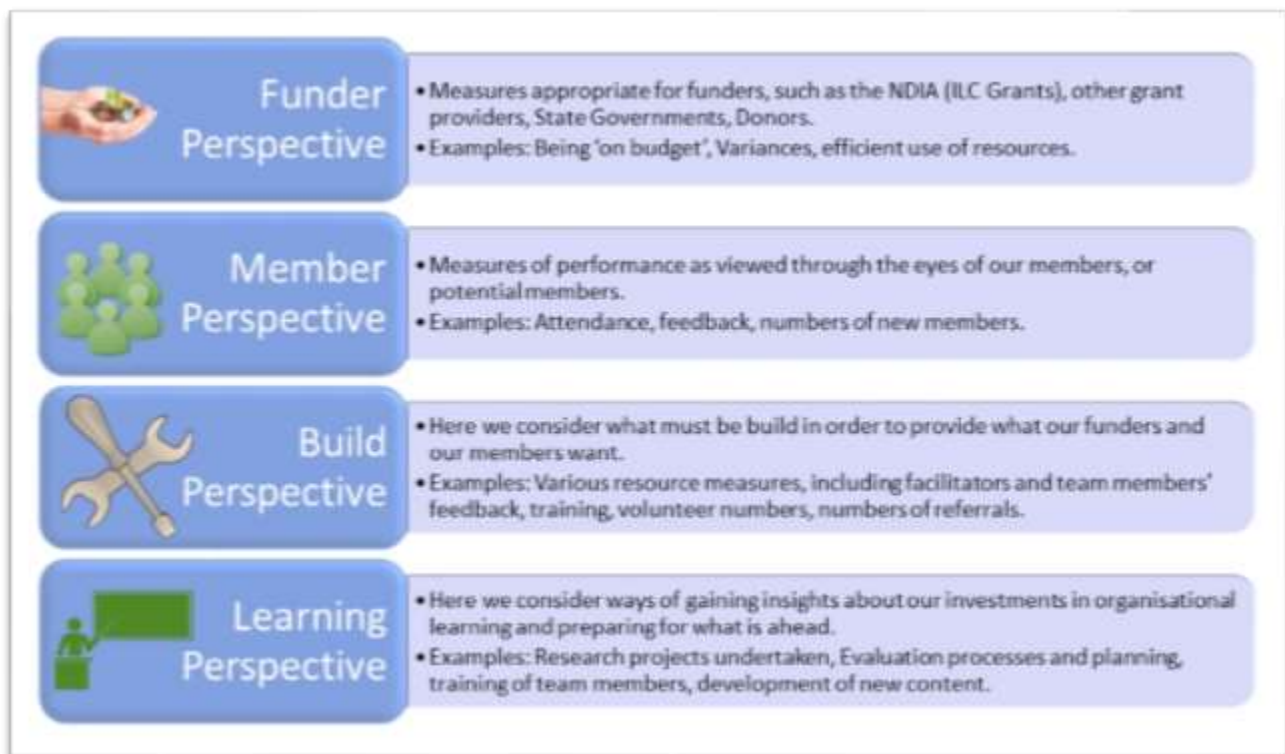 Funder
Perspective
• Measures appropriate for funders, such as the NDIA (ILC Grants), other grant
providers, State Governments, Donors.
• Examples: Being 'on budget', Variances, efficient use of resources.
Member
Perspective
• Measures of performance as viewed through the eyes of our members, or
potential members.
• Examples: Attendance, feedback, numbers of new members.
Build
Perspective
• Here we consider what must be build in order to provide what our funders and
our members want.
• Examples: Various resource measures, including facilitators and team members'
feedback, training, volunteer numbers, numbers of referrals.
Learning
Perspective
• Here we consider ways of gaining insights about our investments in organisational
learning and preparing for what is ahead.
• Examples: Research projects undertaken, Evaluation processes and planning,
training of team members, development of new content.